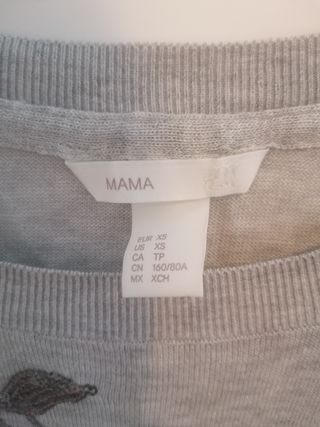 MAMA
EUR XS
US XS
CA TP
CN 160/80A
MX XCH